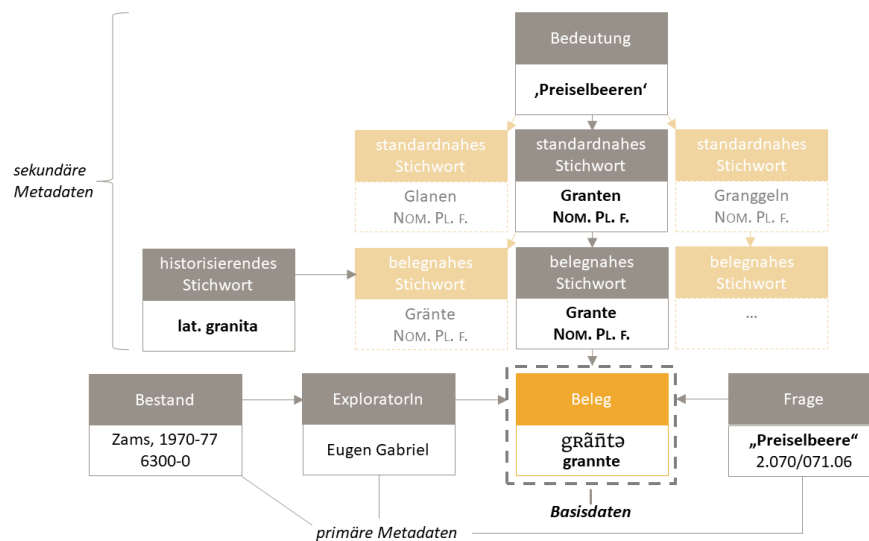 Bedeutung
‚Preiselbeeren‘
sekundäre
Metadaten
standardnahes
Stichwort
Glanen
NOM. PL. F.
standardnahes
Stichwort
Granten
NOM. PL. F.
standardnahes
Stichwort
Granggeln
NOM. PL. F.
historisierendes
Stichwort
lat. granita
belegnahes
Stichwort
Gränte
NOM. PL. F.
belegnahes
Stichwort
Grante
NOM. PL. F.
belegnahes
Stichwort
...
Bestand
Zams, 1970-77
6300-0
ExploratorIn
Eugen Gabriel
Beleg
gʀãn̄tə
grannte
Frage
„Preiselbeere“
2.070/071.06
Basisdaten
primäre Metadaten